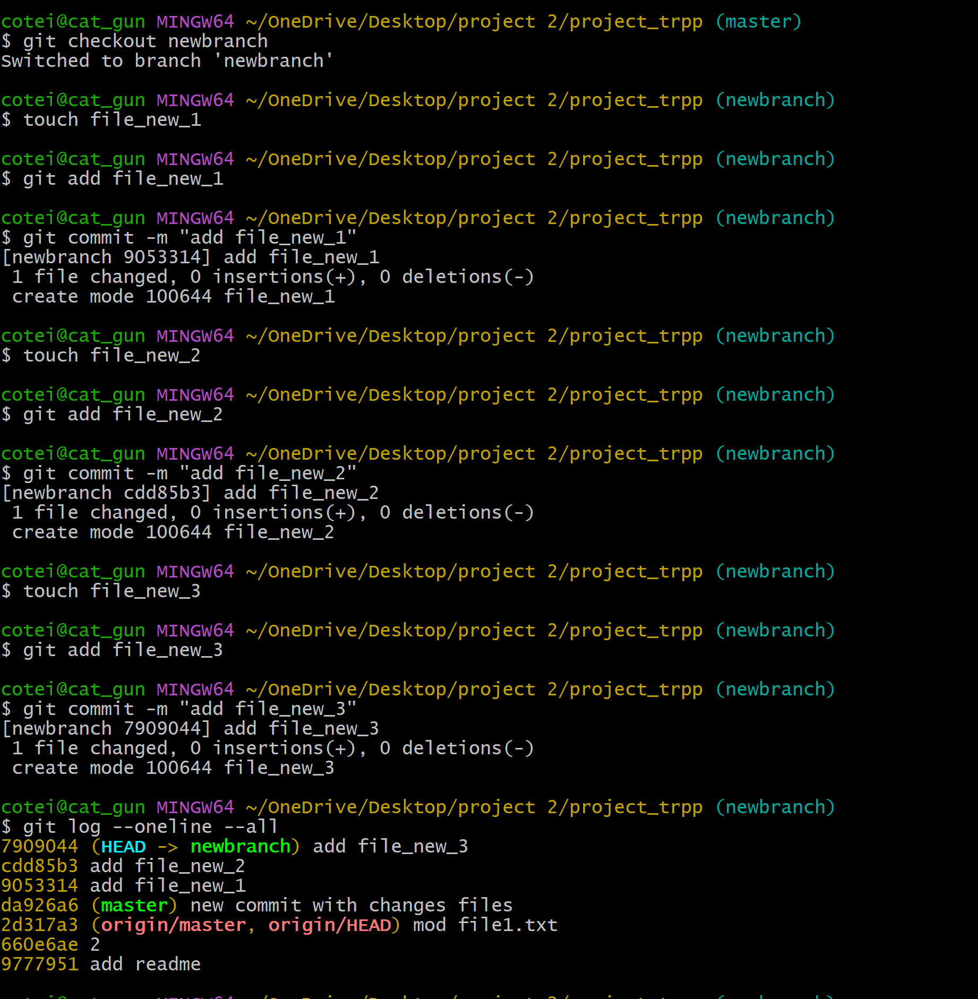 cotei@cat_gun MINGW64 ~/OneDrive/Desktop/project 2/project_trpp (master)
$ git checkout newbranch
Switched to branch 'newbranch'
cotei@cat_gun MINGW64 ~/OneDrive/Desktop/project 2/project_trpp (newbranch)
$ touch file_new_1
cotei@cat_gun MINGW64 ~/OneDrive/Desktop/project 2/project_trpp (newbranch)
$ git add file_new_1
cotei@cat_gun MINGW64 ~/OneDrive/Desktop/project 2/project_trpp (newbranch)
$ git commit -m "add file_new_1"
[newbranch 9053314] add file_new_1
 1 file changed, 0 insertions(+), 0 deletions(-)
 create mode 100644 file_new_1
cotei@cat_gun MINGW64 ~/OneDrive/Desktop/project 2/project_trpp (newbranch)
$ touch file_new_2
cotei@cat_gun MINGW64 ~/OneDrive/Desktop/project 2/project_trpp (newbranch)
$ git add file_new_2
cotei@cat_gun MINGW64 ~/OneDrive/Desktop/project 2/project_trpp (newbranch)
$ git commit -m "add file_new_2"
[newbranch cdd85b3] add file_new_2
 1 file changed, 0 insertions(+), 0 deletions(-)
 create mode 100644 file_new_2
cotei@cat_gun MINGW64 ~/OneDrive/Desktop/project 2/project_trpp (newbranch)
$ touch file_new_3
cotei@cat_gun MINGW64 ~/OneDrive/Desktop/project 2/project_trpp (newbranch)
$ git add file_new_3
cotei@cat_gun MINGW64 ~/OneDrive/Desktop/project 2/project_trpp (newbranch)
$ git commit -m "add file_new_3"
[newbranch 7909044] add file_new_3
 1 file changed, 0 insertions(+), 0 deletions(-)
 create mode 100644 file_new_3
cotei@cat_gun MINGW64 ~/OneDrive/Desktop/project 2/project_trpp (newbranch)
$ git log --oneline --all
7909044 (HEAD -> newbranch) add file_new_3
cdd85b3 add file_new_2
9053314 add file_new_1
da926a6 (master) new commit with changes files
2d317a3 (origin/master, origin/HEAD) mod file1.txt
660e6ae 2
9777951 add readme